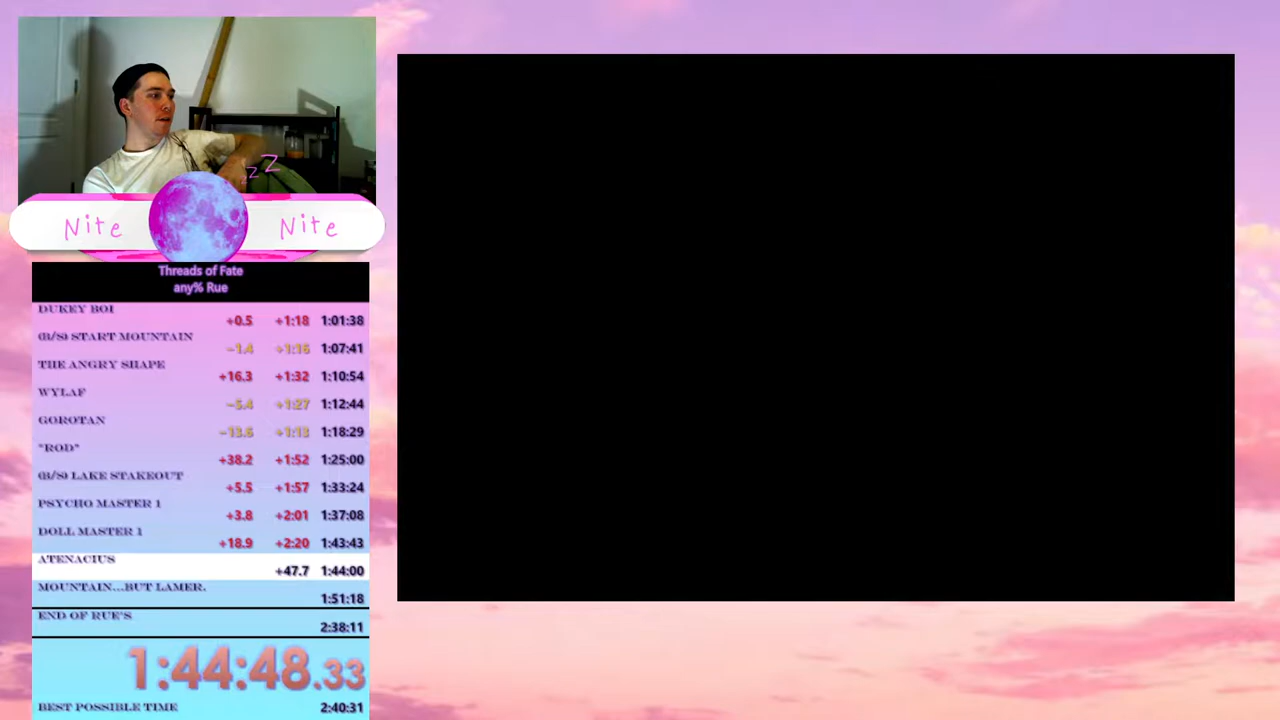 z Z
Nite Nite
Threads of Fate
any% Rue
DUKEY BOI
+0.5 +1:18 1:01:38
(B/S) START MOUNTAIN
−1.4 +1:16 1:07:41
THE ANGRY SHAPE
+16.3 +1:32 1:10:54
WYLAF
−5.4 +1:27 1:12:44
GOROTAN
−13.6 +1:13 1:18:29
"ROD"
+38.2 +1:52 1:25:00
(B/S) LAKE STAKEOUT
+5.5 +1:57 1:33:24
PSYCHO MASTER 1
+3.8 +2:01 1:37:08
DOLL MASTER 1
+18.9 +2:20 1:43:43
ATENACIUS
+47.7 1:44:00
MOUNTAIN...BUT LAMER.
1:51:18
END OF RUE'S
2:38:11
1:44:48.33
BEST POSSIBLE TIME 2:40:31